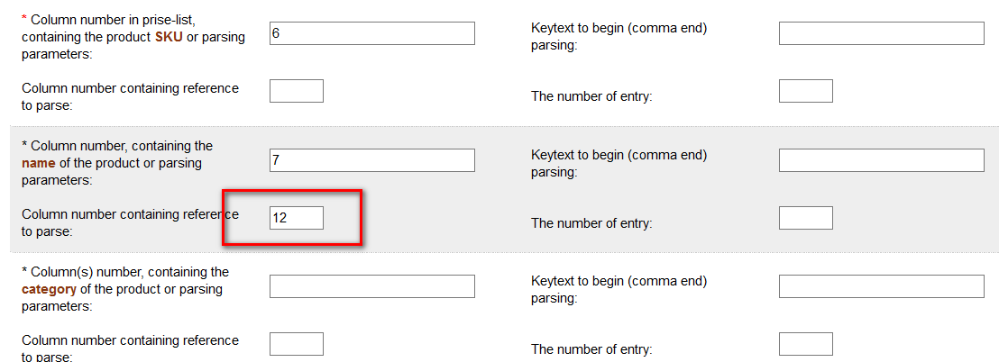 * Column number in prise-list,
containing the product SKU or parsing
parameters:
6
Keytext to begin (comma end)
parsing:
Column number containing reference
to parse:
The number of entry:
* Column number, containing the
name of the product or parsing
parameters:
7
Keytext to begin (comma end)
parsing:
Column number containing reference
to parse:
12
The number of entry:
* Column(s) number, containing the
category of the product or parsing
parameters:
Keytext to begin (comma end)
parsing:
Column number containing reference
to parse:
The number of entry: